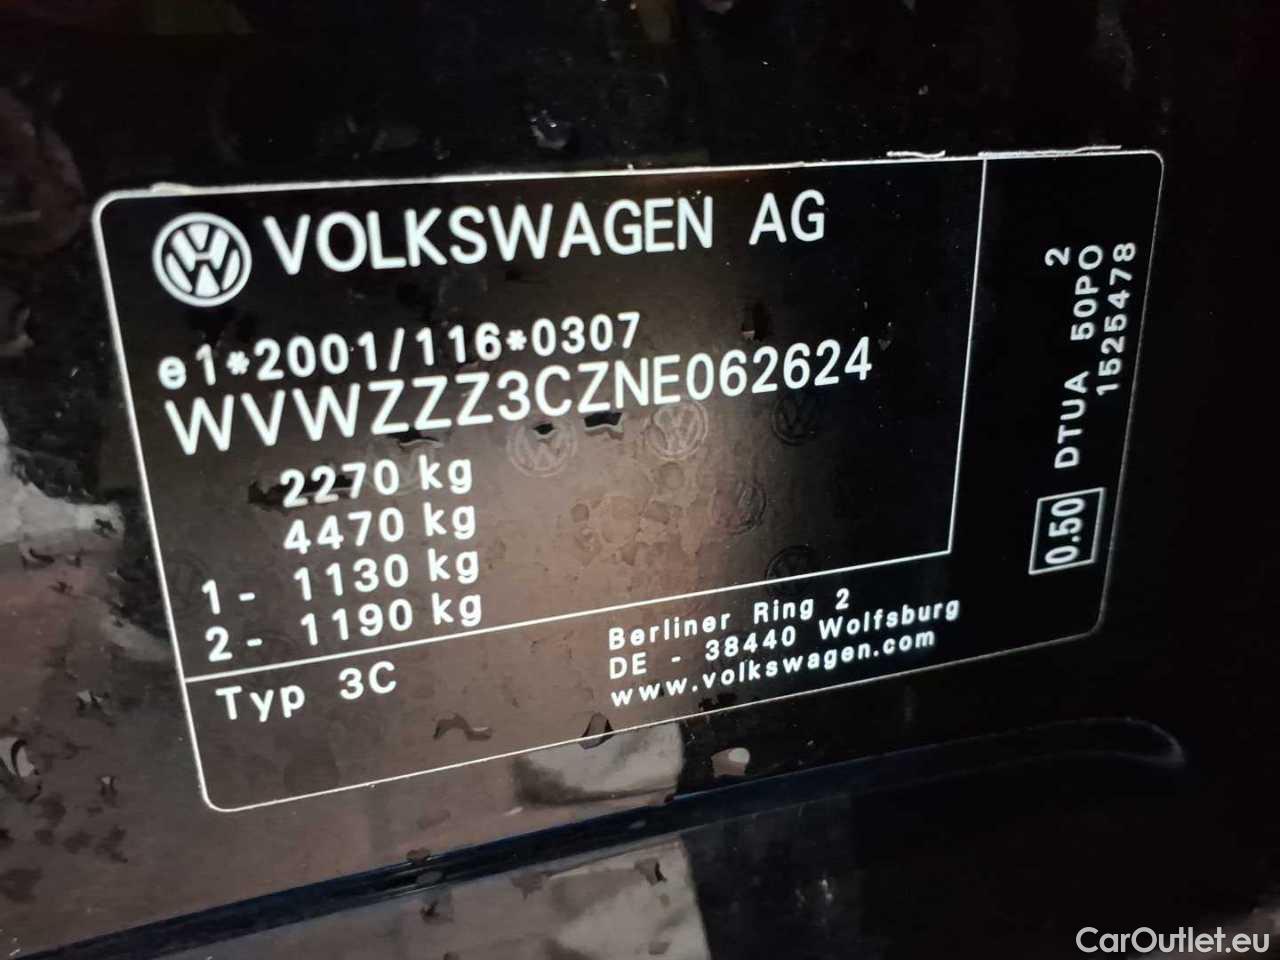 VOLKSWAGEN AG
e1*2001/116*0307
WVWZZZ3CZNE062624
2270 kg
4470 kg
1- 1130 kg
2- 1190 kg
Typ 3C
Berliner Ring 2
DE - 38440 Wolfsburg
www.volkswagen.com
0.50 DTUA 50PO 2
1525478
CarOutlet.eu